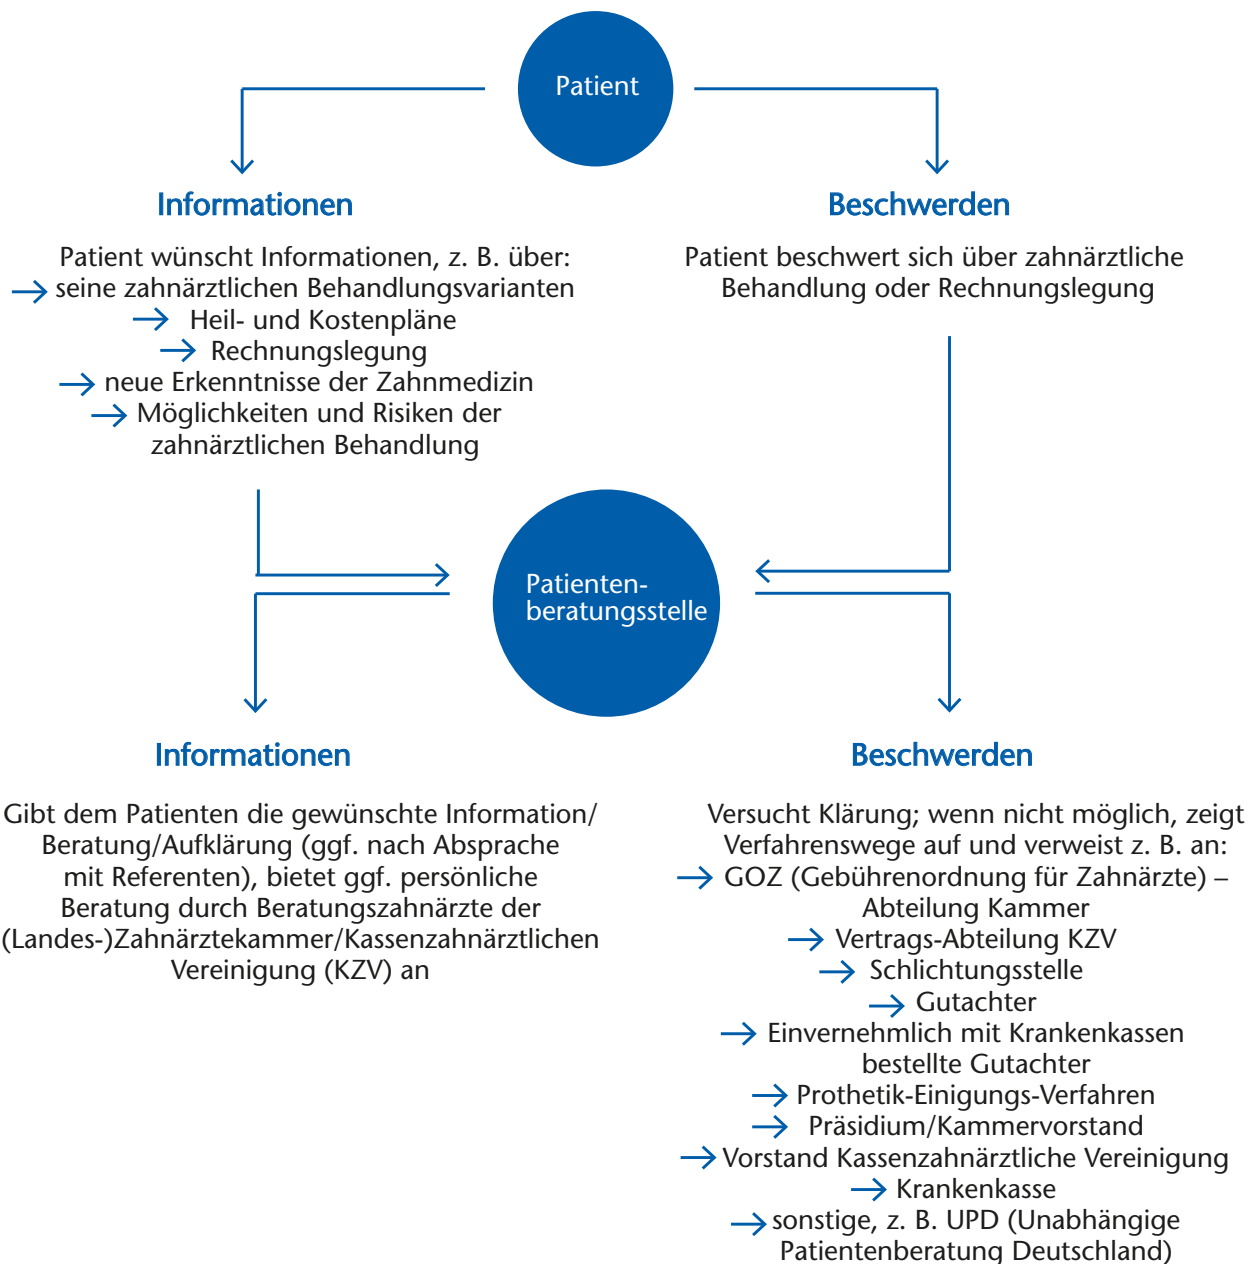 Patient
Informationen
Patient wünscht Informationen, z. B. über:
→ seine zahnärztlichen Behandlungsvarianten
→ Heil- und Kostenpläne
→ Rechnungslegung
→ neue Erkenntnisse der Zahnmedizin
→ Möglichkeiten und Risiken der
zahnärztlichen Behandlung
Beschwerden
Patient beschwert sich über zahnärztliche
Behandlung oder Rechnungslegung
Patienten-
beratungsstelle
Informationen
Gibt dem Patienten die gewünschte Information/
Beratung/Aufklärung (ggf. nach Absprache
mit Referenten), bietet ggf. persönliche
Beratung durch Beratungszahnärzte der
(Landes-)Zahnärztekammer/Kassenzahnärztlichen
Vereinigung (KZV) an
Beschwerden
Versucht Klärung; wenn nicht möglich, zeigt
Verfahrenswege auf und verweist z. B. an:
→ GOZ (Gebührenordnung für Zahnärzte) –
Abteilung Kammer
→ Vertrags-Abteilung KZV
→ Schlichtungsstelle
→ Gutachter
→ Einvernehmlich mit Krankenkassen
bestellte Gutachter
→ Prothetik-Einigungs-Verfahren
→ Präsidium/Kammervorstand
→ Vorstand Kassenzahnärztliche Vereinigung
→ Krankenkasse
→ sonstige, z. B. UPD (Unabhängige
Patientenberatung Deutschland)